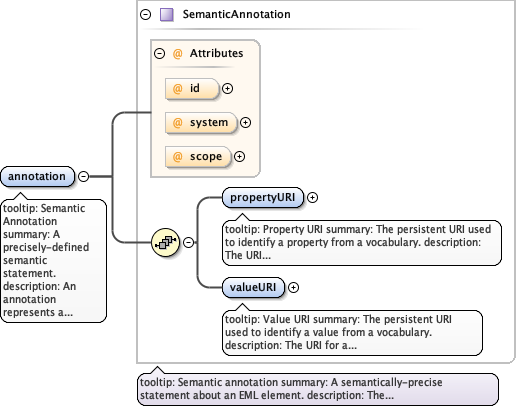 SemanticAnnotation
@ Attributes
@ id
@ system
@ scope
annotation
tooltip: Semantic
Annotation
summary: A
precisely-defined
semantic
statement.
description: An
annotation
represents a...
propertyURI
tooltip: Property URI summary: The persistent URI used
to identify a property from a vocabulary. description:
The URI...
valueURI
tooltip: Value URI summary: The persistent URI
used to identify a value from a vocabulary.
description: The URI for a...
tooltip: Semantic annotation summary: A semantically-precise
statement about an EML element. description: The...